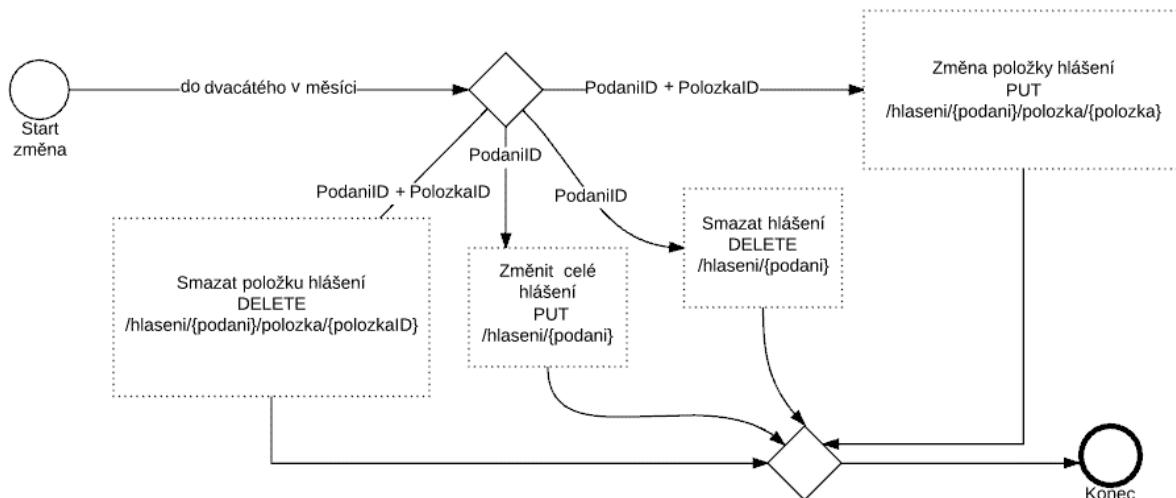 Start
změna
do dvacátého v měsíci
PodaniID + PolozkaID
Změna položky hlášení
PUT
/hlaseni/{podani}/polozka/{polozka}
PodaniID
PodaniID + PolozkaID
PodaniID
Smazat položku hlášení
DELETE
/hlaseni/{podani}/polozka/{polozkaID}
Změnit celé
hlášení
PUT
/hlaseni/{podani}
Smazat hlášení
DELETE
/hlaseni/{podani}
Konec